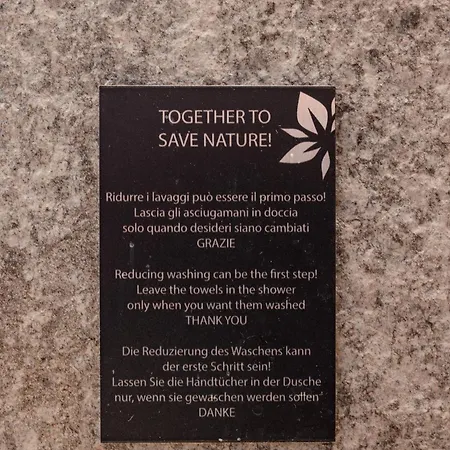 TOGETHER TO
SAVE NATURE!
Ridurre i lavaggi può essere il primo passo!
Lascia gli asciugamani in doccia
solo quando desideri siano cambiati
GRAZIE
Reducing washing can be the first step!
Leave the towels in the shower
only when you want them washed
THANK YOU
Die Reduzierung des Waschens kann
der erste Schritt sein!
Lassen Sie die Handtücher in der Dusche
nur, wenn sie gewaschen werden sollen
DANKE